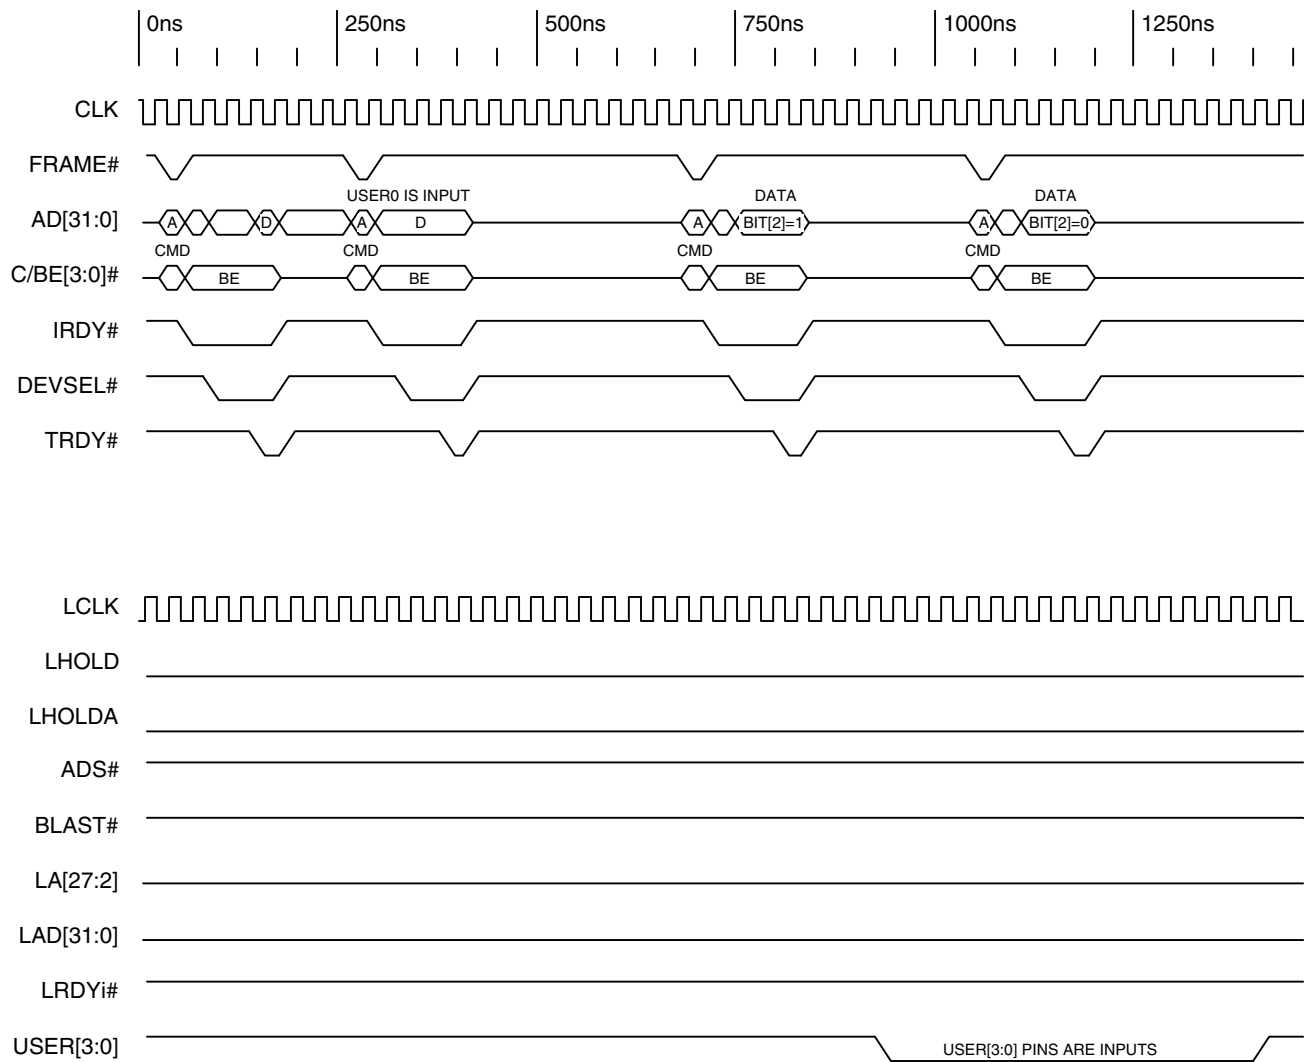 0ns 250ns 500ns 750ns 1000ns 1250ns
CLK
FRAME#
USER0 IS INPUT DATA DATA
AD[31:0] A D A D A BIT[2]=1 A BIT[2]=0
CMD CMD CMD CMD
C/BE[3:0]# BE BE BE BE
IRDY#
DEVSEL#
TRDY#
LCLK
LHOLD
LHOLDA
ADS#
BLAST#
LA[27:2]
LAD[31:0]
LRDYi#
USER[3:0] USER[3:0] PINS ARE INPUTS